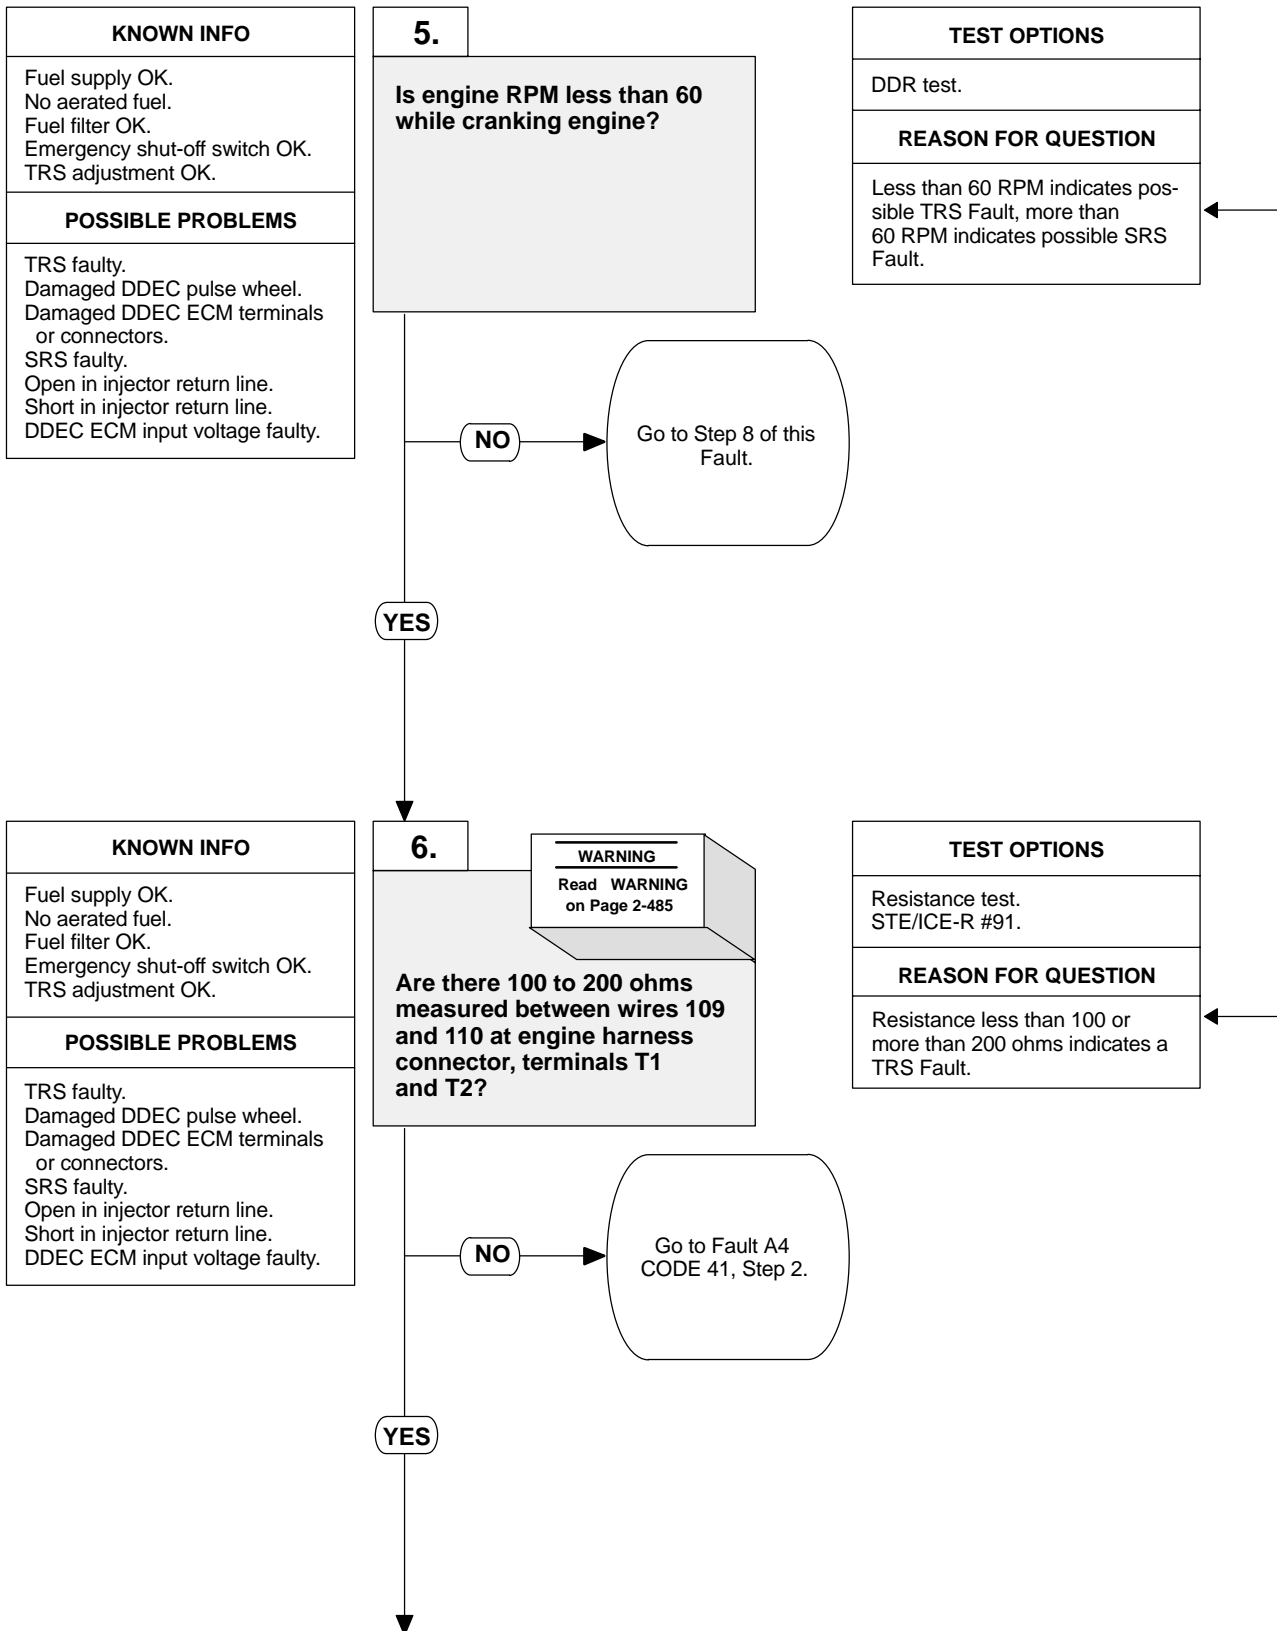 KNOWN INFO
Fuel supply OK.
No aerated fuel.
Fuel filter OK.
Emergency shut-off switch OK.
TRS adjustment OK.
POSSIBLE PROBLEMS
TRS faulty.
Damaged DDEC pulse wheel.
Damaged DDEC ECM terminals
or connectors.
SRS faulty.
Open in injector return line.
Short in injector return line.
DDEC ECM input voltage faulty.
5.
Is engine RPM less than 60
while cranking engine?
TEST OPTIONS
DDR test.
REASON FOR QUESTION
Less than 60 RPM indicates pos-
sible TRS Fault, more than
60 RPM indicates possible SRS
Fault.
NO
Go to Step 8 of this
Fault.
YES
KNOWN INFO
Fuel supply OK.
No aerated fuel.
Fuel filter OK.
Emergency shut-off switch OK.
TRS adjustment OK.
POSSIBLE PROBLEMS
TRS faulty.
Damaged DDEC pulse wheel.
Damaged DDEC ECM terminals
or connectors.
SRS faulty.
Open in injector return line.
Short in injector return line.
DDEC ECM input voltage faulty.
6.
WARNING
Read WARNING
on Page 2-485
Are there 100 to 200 ohms
measured between wires 109
and 110 at engine harness
connector, terminals T1
and T2?
TEST OPTIONS
Resistance test.
STE/ICE-R #91.
REASON FOR QUESTION
Resistance less than 100 or
more than 200 ohms indicates a
TRS Fault.
NO
Go to Fault A4
CODE 41, Step 2.
YES